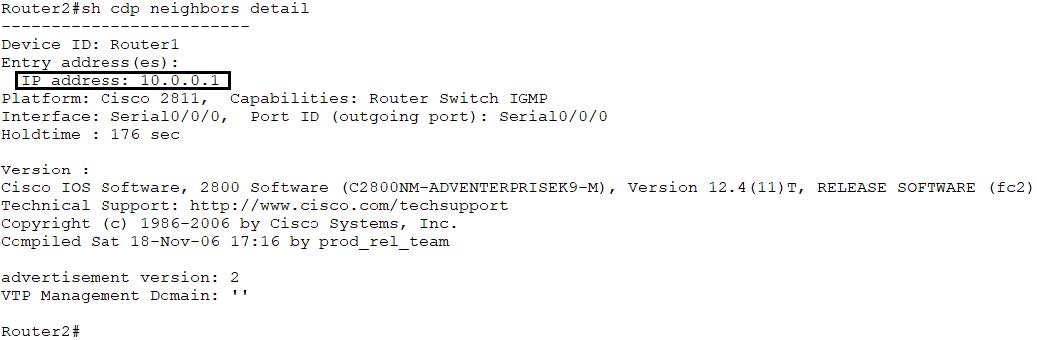 Router2#sh cdp neighbors detail
-------------------------
Device ID: Router1
Entry address(es):
IP address: 10.0.0.1
Platform: Cisco 2811,  Capabilities: Router Switch IGMP
Interface: Serial0/0/0,  Port ID (outgoing port): Serial0/0/0
Holdtime : 176 sec
Version :
Cisco IOS Software, 2800 Software (C2800NM-ADVENTERPRISEK9-M), Version 12.4(11)T, RELEASE SOFTWARE (fc2)
Technical Support: http://www.cisco.com/techsupport
Copyright (c) 1986-2006 by Cisco Systems, Inc.
Compiled Sat 18-Nov-06 17:16 by prod_rel_team
advertisement version: 2
VTP Management Domain: ''
Router2#